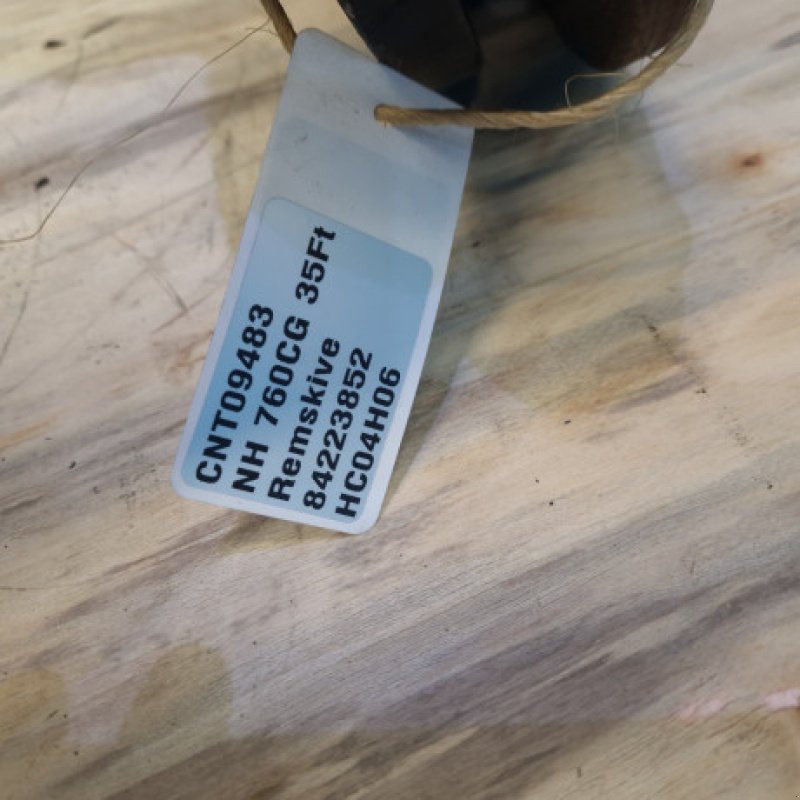 CNT09483
NH 760CG 35Ft
Remskive
84223852
HC04H06